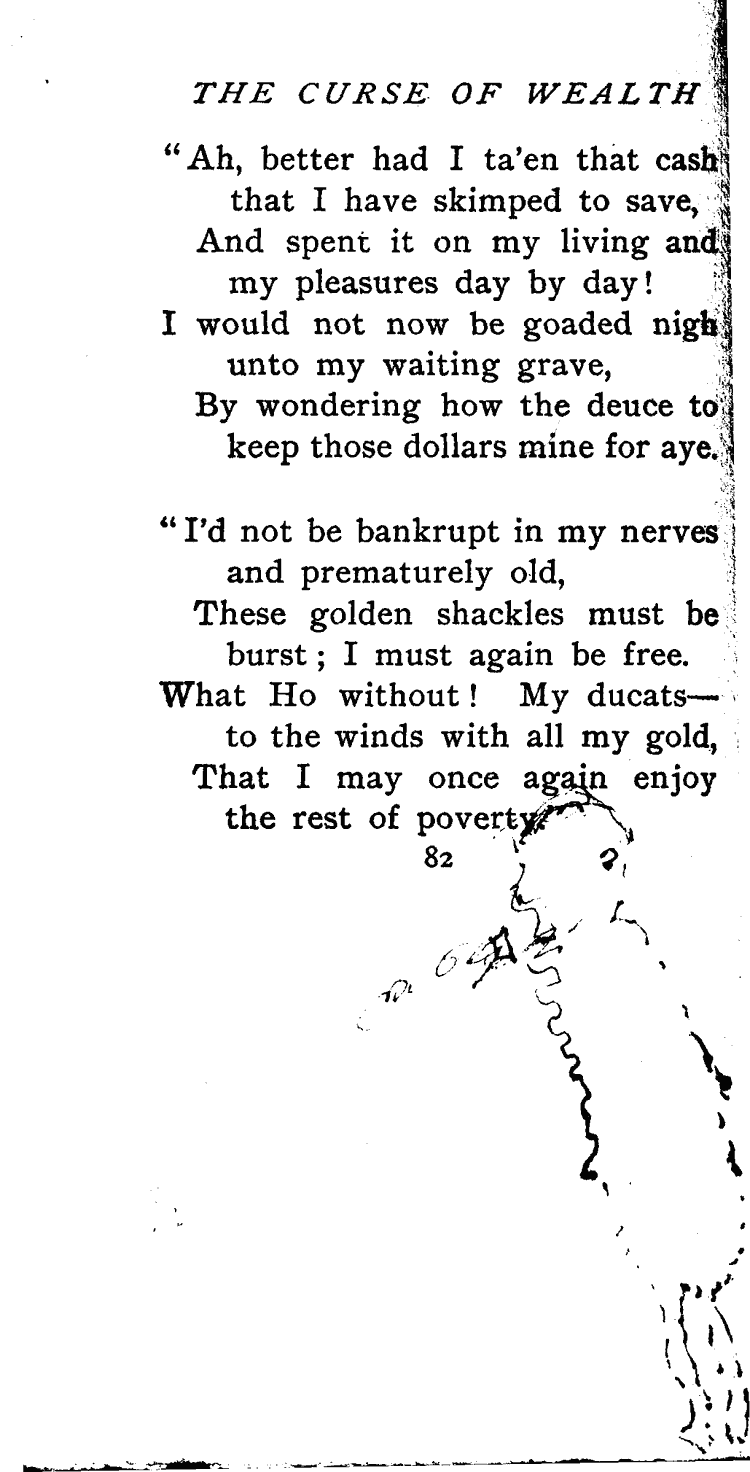 THE CURSE OF WEALTH
“Ah, better had I ta’en that cash
that I have skimped to save,
And spent it on my living and
my pleasures day by day!
I would not now be goaded nigh
unto my waiting grave,
By wondering how the deuce to
keep those dollars mine for aye.
“I’d not be bankrupt in my nerves
and prematurely old,
These golden shackles must be
burst; I must again be free.
What Ho without! My ducats—
to the winds with all my gold,
That I may once again enjoy
the rest of poverty.”
82